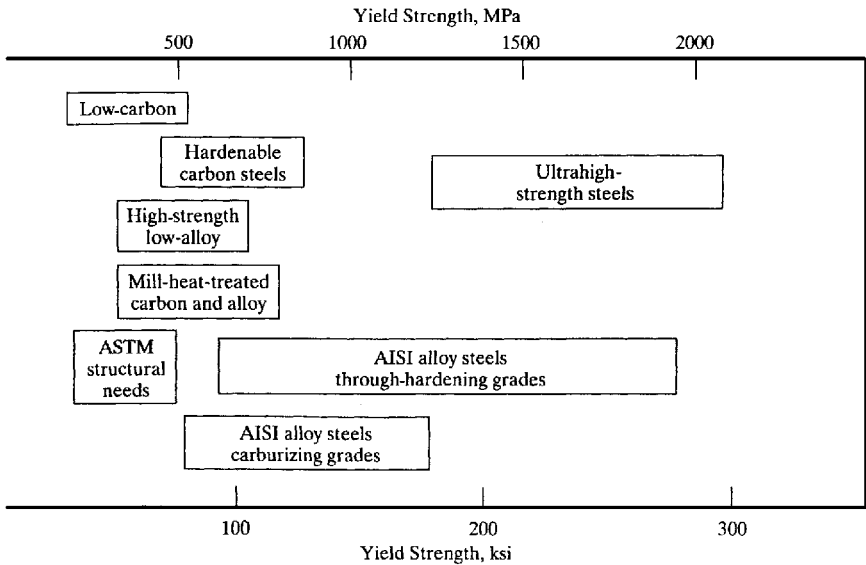 Yield Strength, MPa
500 1000 1500 2000
Low-carbon
Hardenable
carbon steels
Ultrahigh-
strength steels
High-strength
low-alloy
Mill-heat-treated
carbon and alloy
ASTM
structural
needs
AISI alloy steels
through-hardening grades
AISI alloy steels
carburizing grades
100 200 300
Yield Strength, ksi